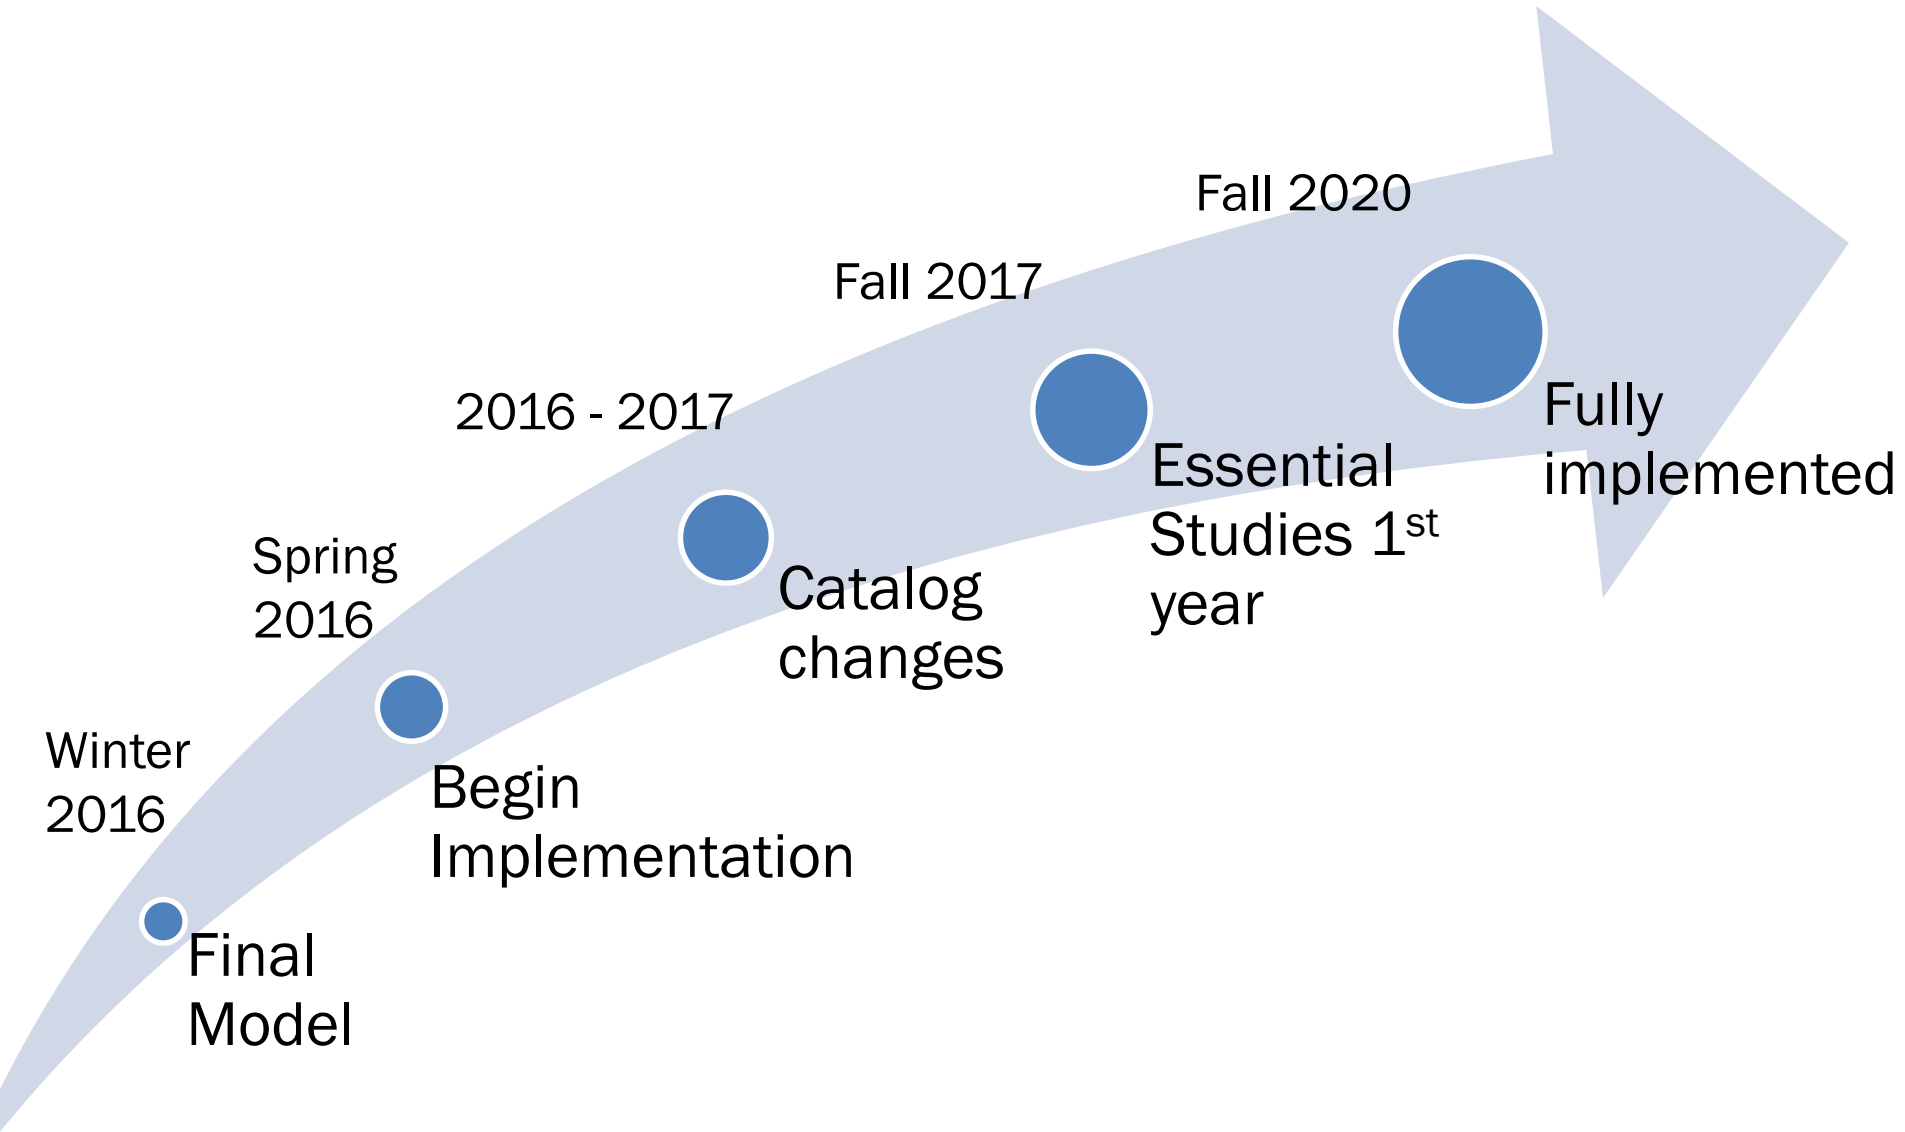 Winter
2016
Final
Model
Spring
2016
Begin
Implementation
2016 - 2017
Catalog
changes
Fall 2017
Essential
Studies 1st
year
Fall 2020
Fully
implemented